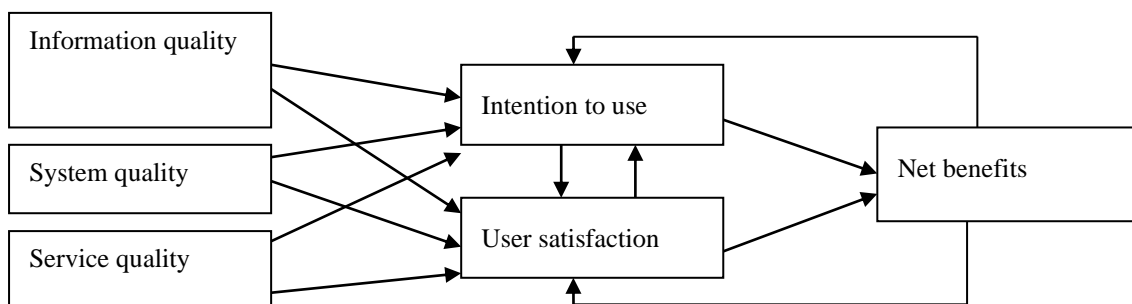 Information quality
Intention to use
System quality
Net benefits
User satisfaction
Service quality